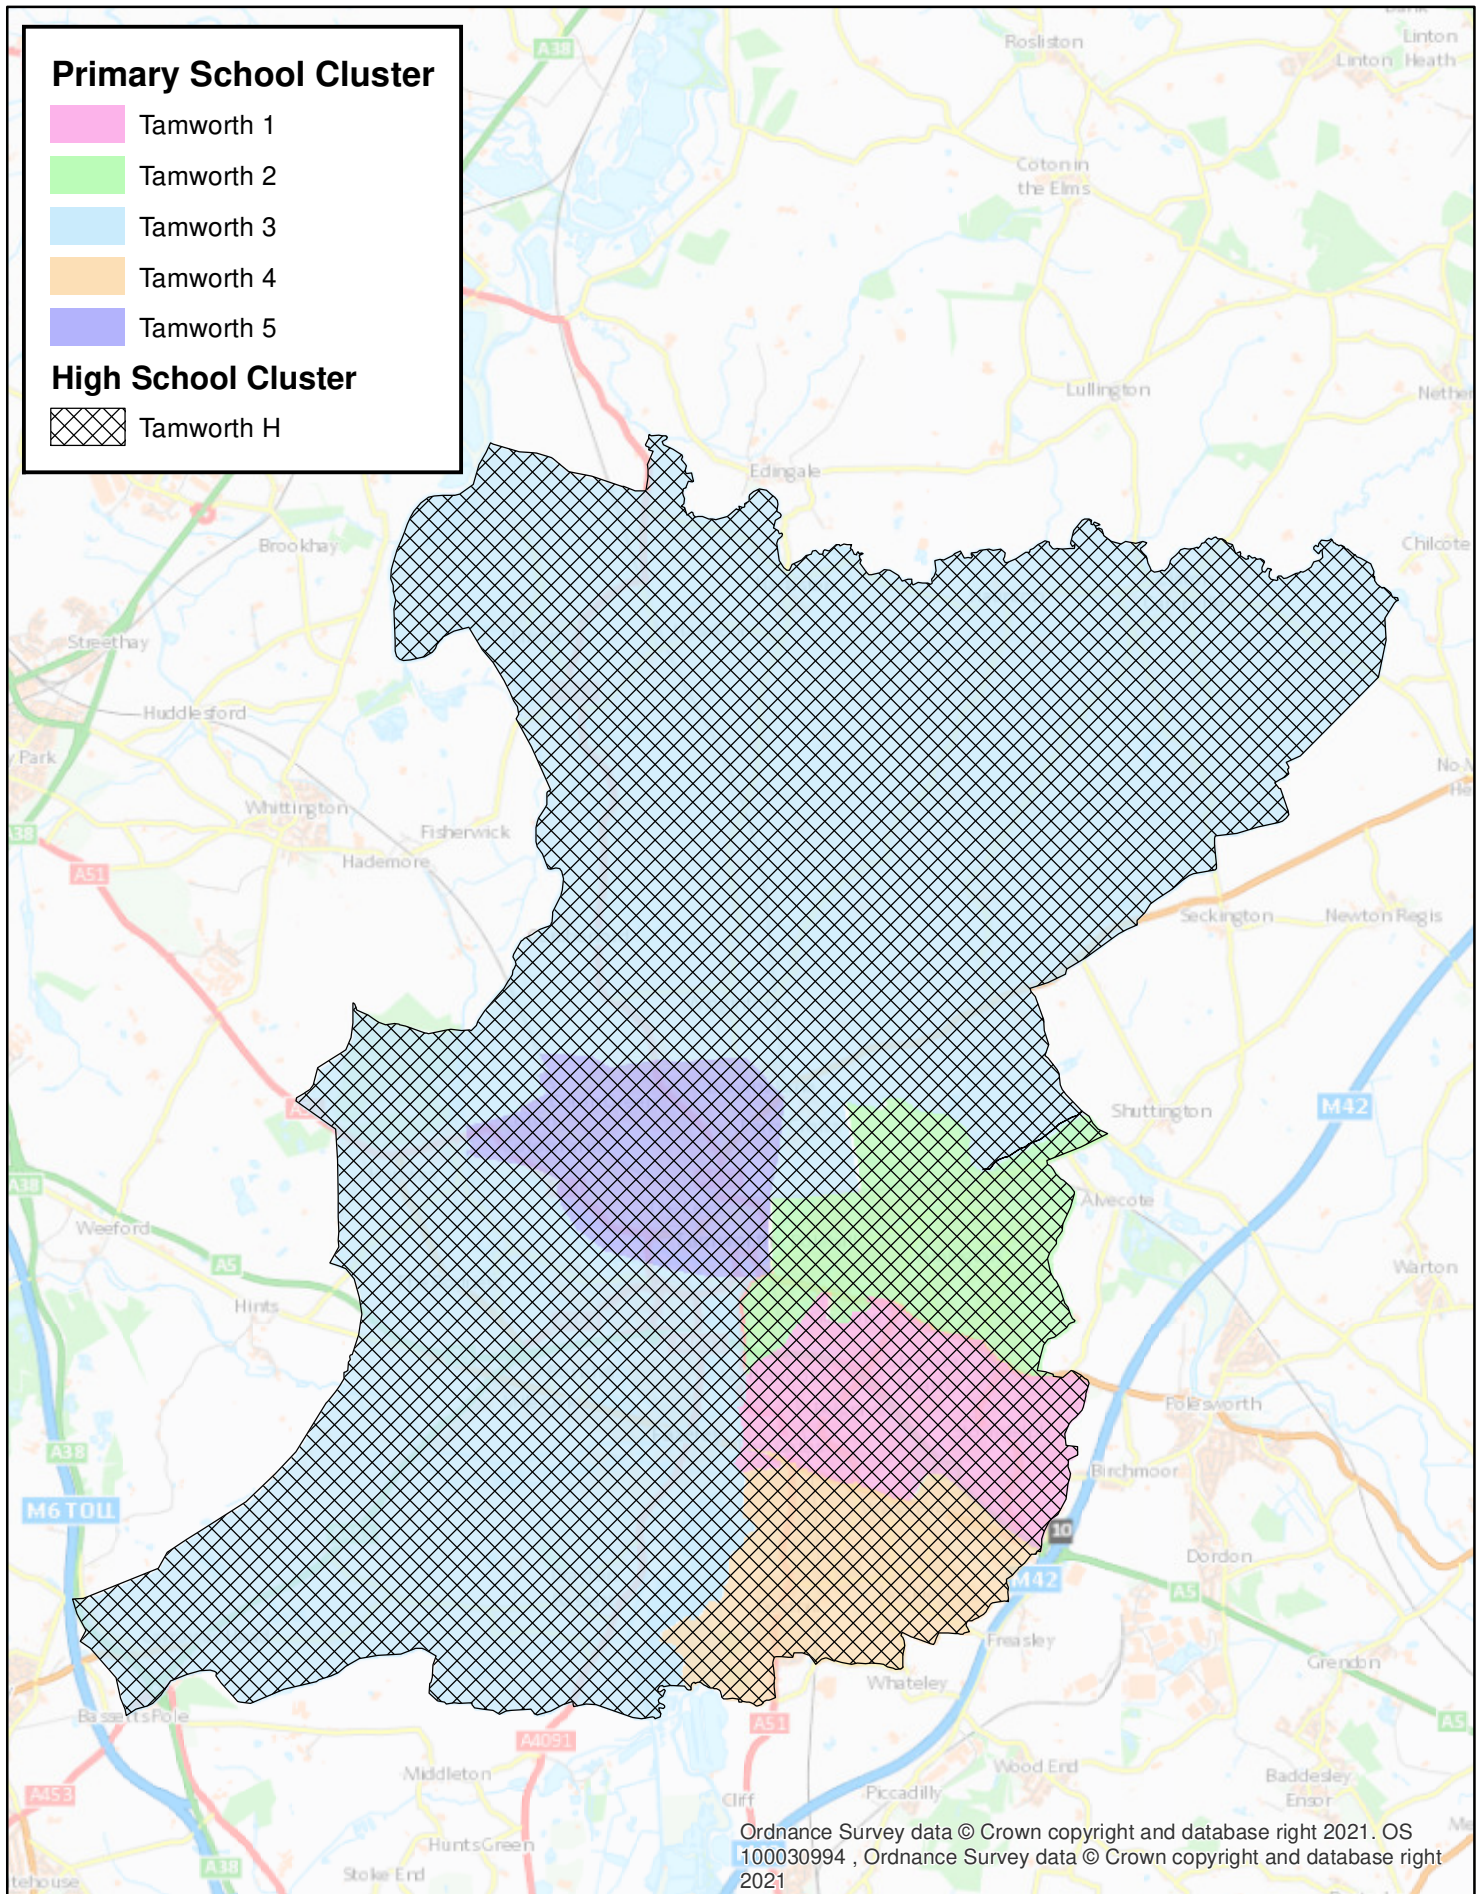 Primary School Cluster
Tamworth 1
Tamworth 2
Tamworth 3
Tamworth 4
Tamworth 5
High School Cluster
Tamworth H
A38
Rosliston
Linton
Linton Heath
Coton in
the Elms
Lullington
Edingale
Brookhay
Chilcote
Streethay
Huddlesford
Park
Whittington
Fisherwick
38
Hademore
A51
Seckington
Newton Regis
Shuttington
M42
A38
Alvecote
Weeford
A5
Warton
Hints
Polesworth
A38
Birchmoor
M6 TOLL
10
Dordon
M42
A5
Freasley
Grendon
Whateley
Bassetts Pole
A51
A5
A4091
Wood End
Middleton
Baddesley
Ensor
Piccadilly
A453
Cliff
Hunts Green
A38
Stoke End
tehouse
Ordnance Survey data © Crown copyright and database right 2021. OS
100030994 , Ordnance Survey data © Crown copyright and database right
2021